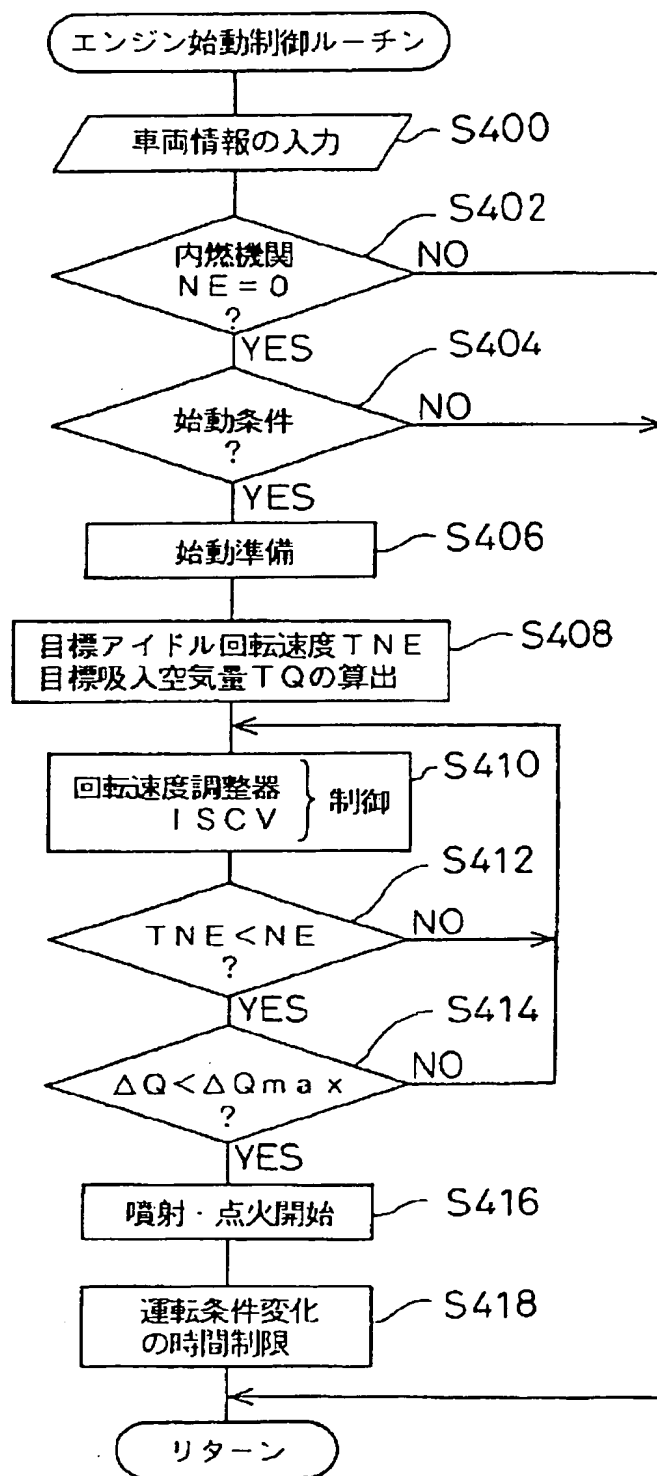 エンジン始動制御ルーチン
車両情報の入力
S400
S402
内燃機関
NE=0
?
NO
YES
S404
始動条件
?
NO
YES
始動準備
S406
目標アイドル回転速度TNE
目標吸入空気量TQの算出
S408
回転速度調整器
ISCV
}制御
S410
S412
TNE<NE
?
NO
YES
S414
△Q<△Qmax
?
NO
YES
噴射・点火開始
S416
運転条件変化
の時間制限
S418
リターン